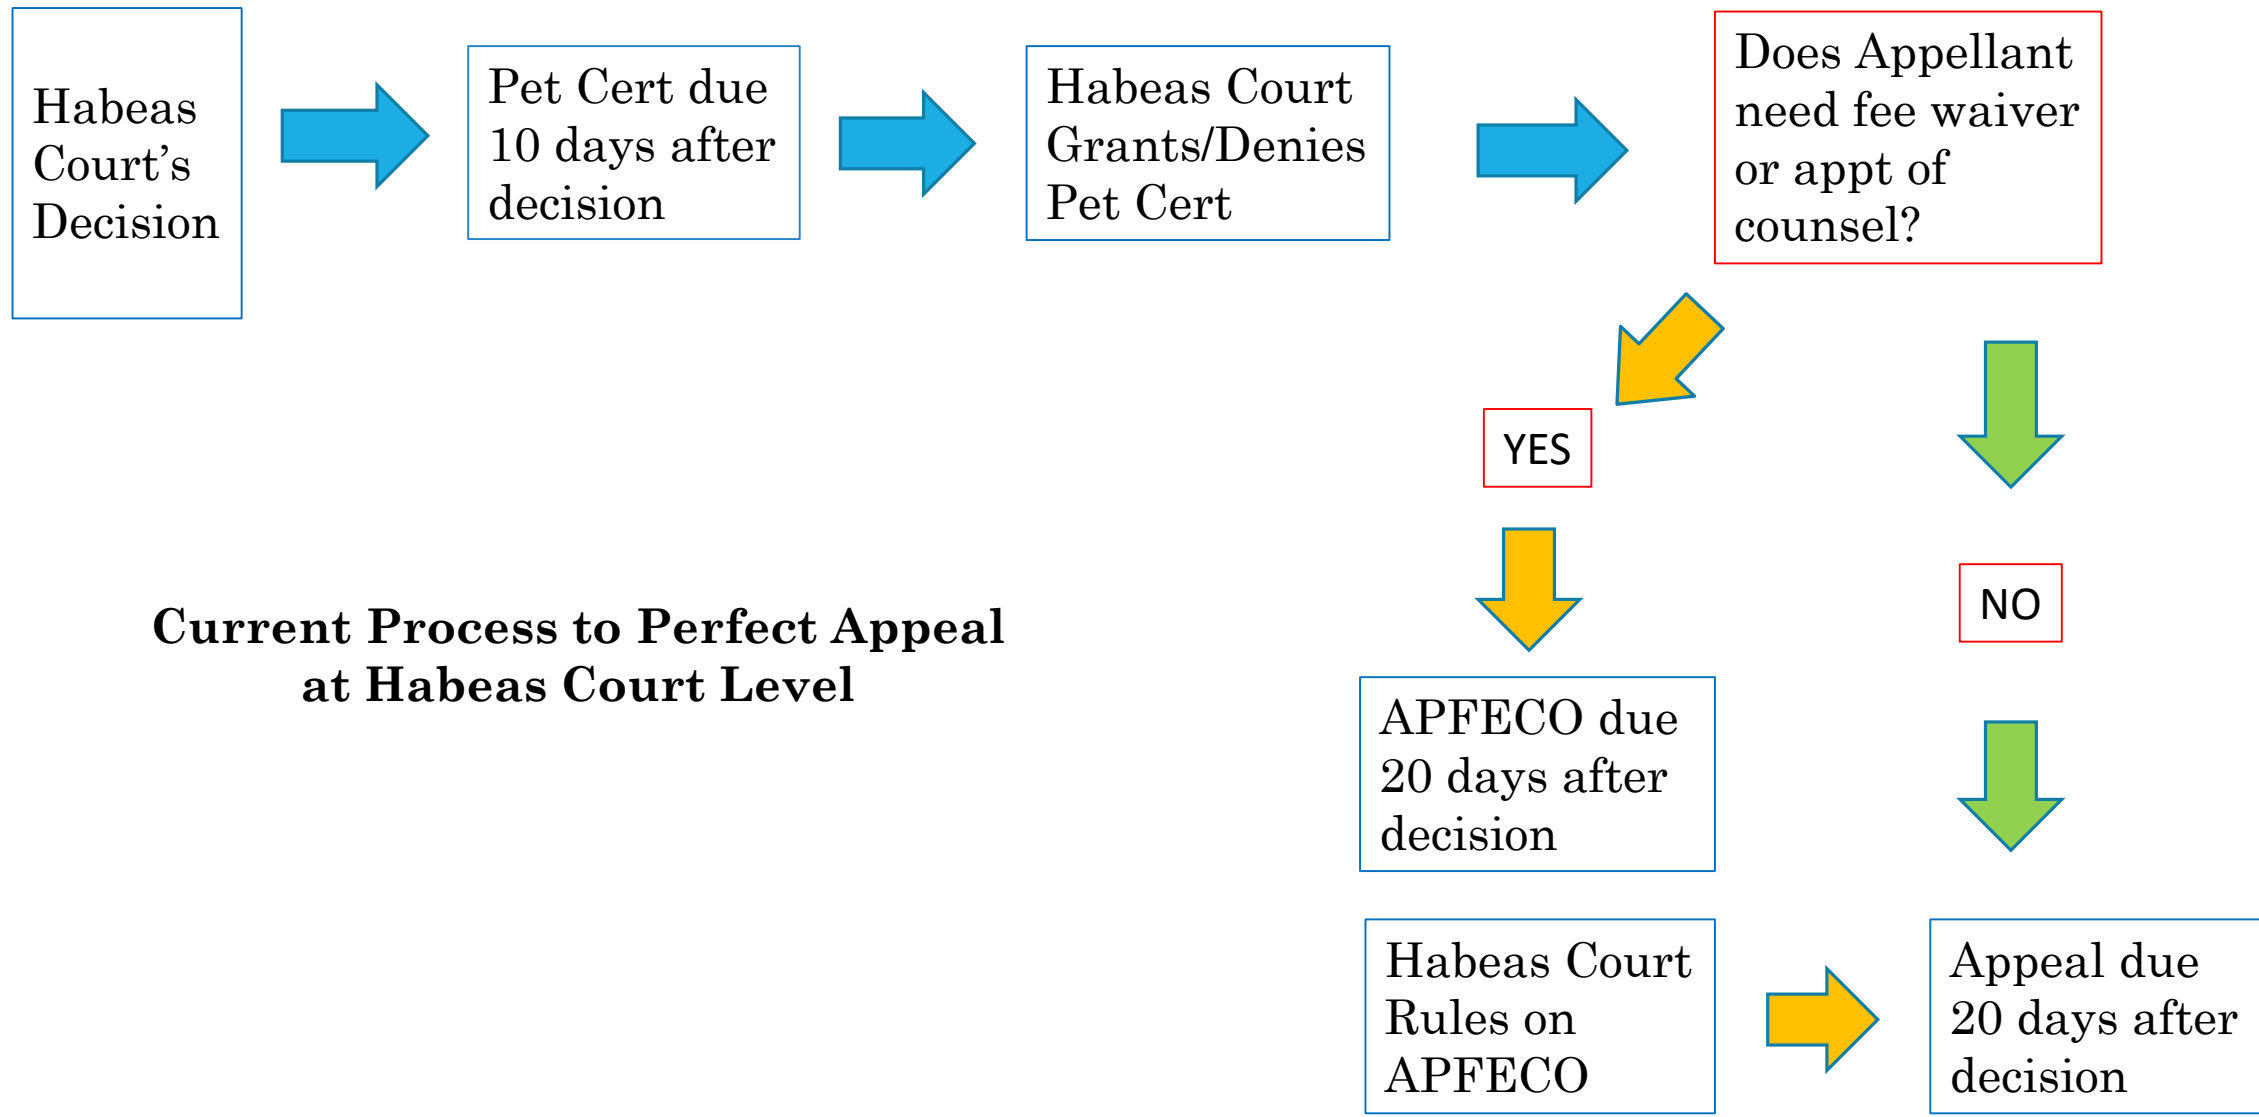 Habeas
Court’s
Decision
Pet Cert due
10 days after
decision
Habeas Court
Grants/Denies
Pet Cert
Does Appellant
need fee waiver
or appt of
counsel?
YES
NO
Current Process to Perfect Appeal
at Habeas Court Level
APFECO due
20 days after
decision
Habeas Court
Rules on
APFECO
Appeal due
20 days after
decision